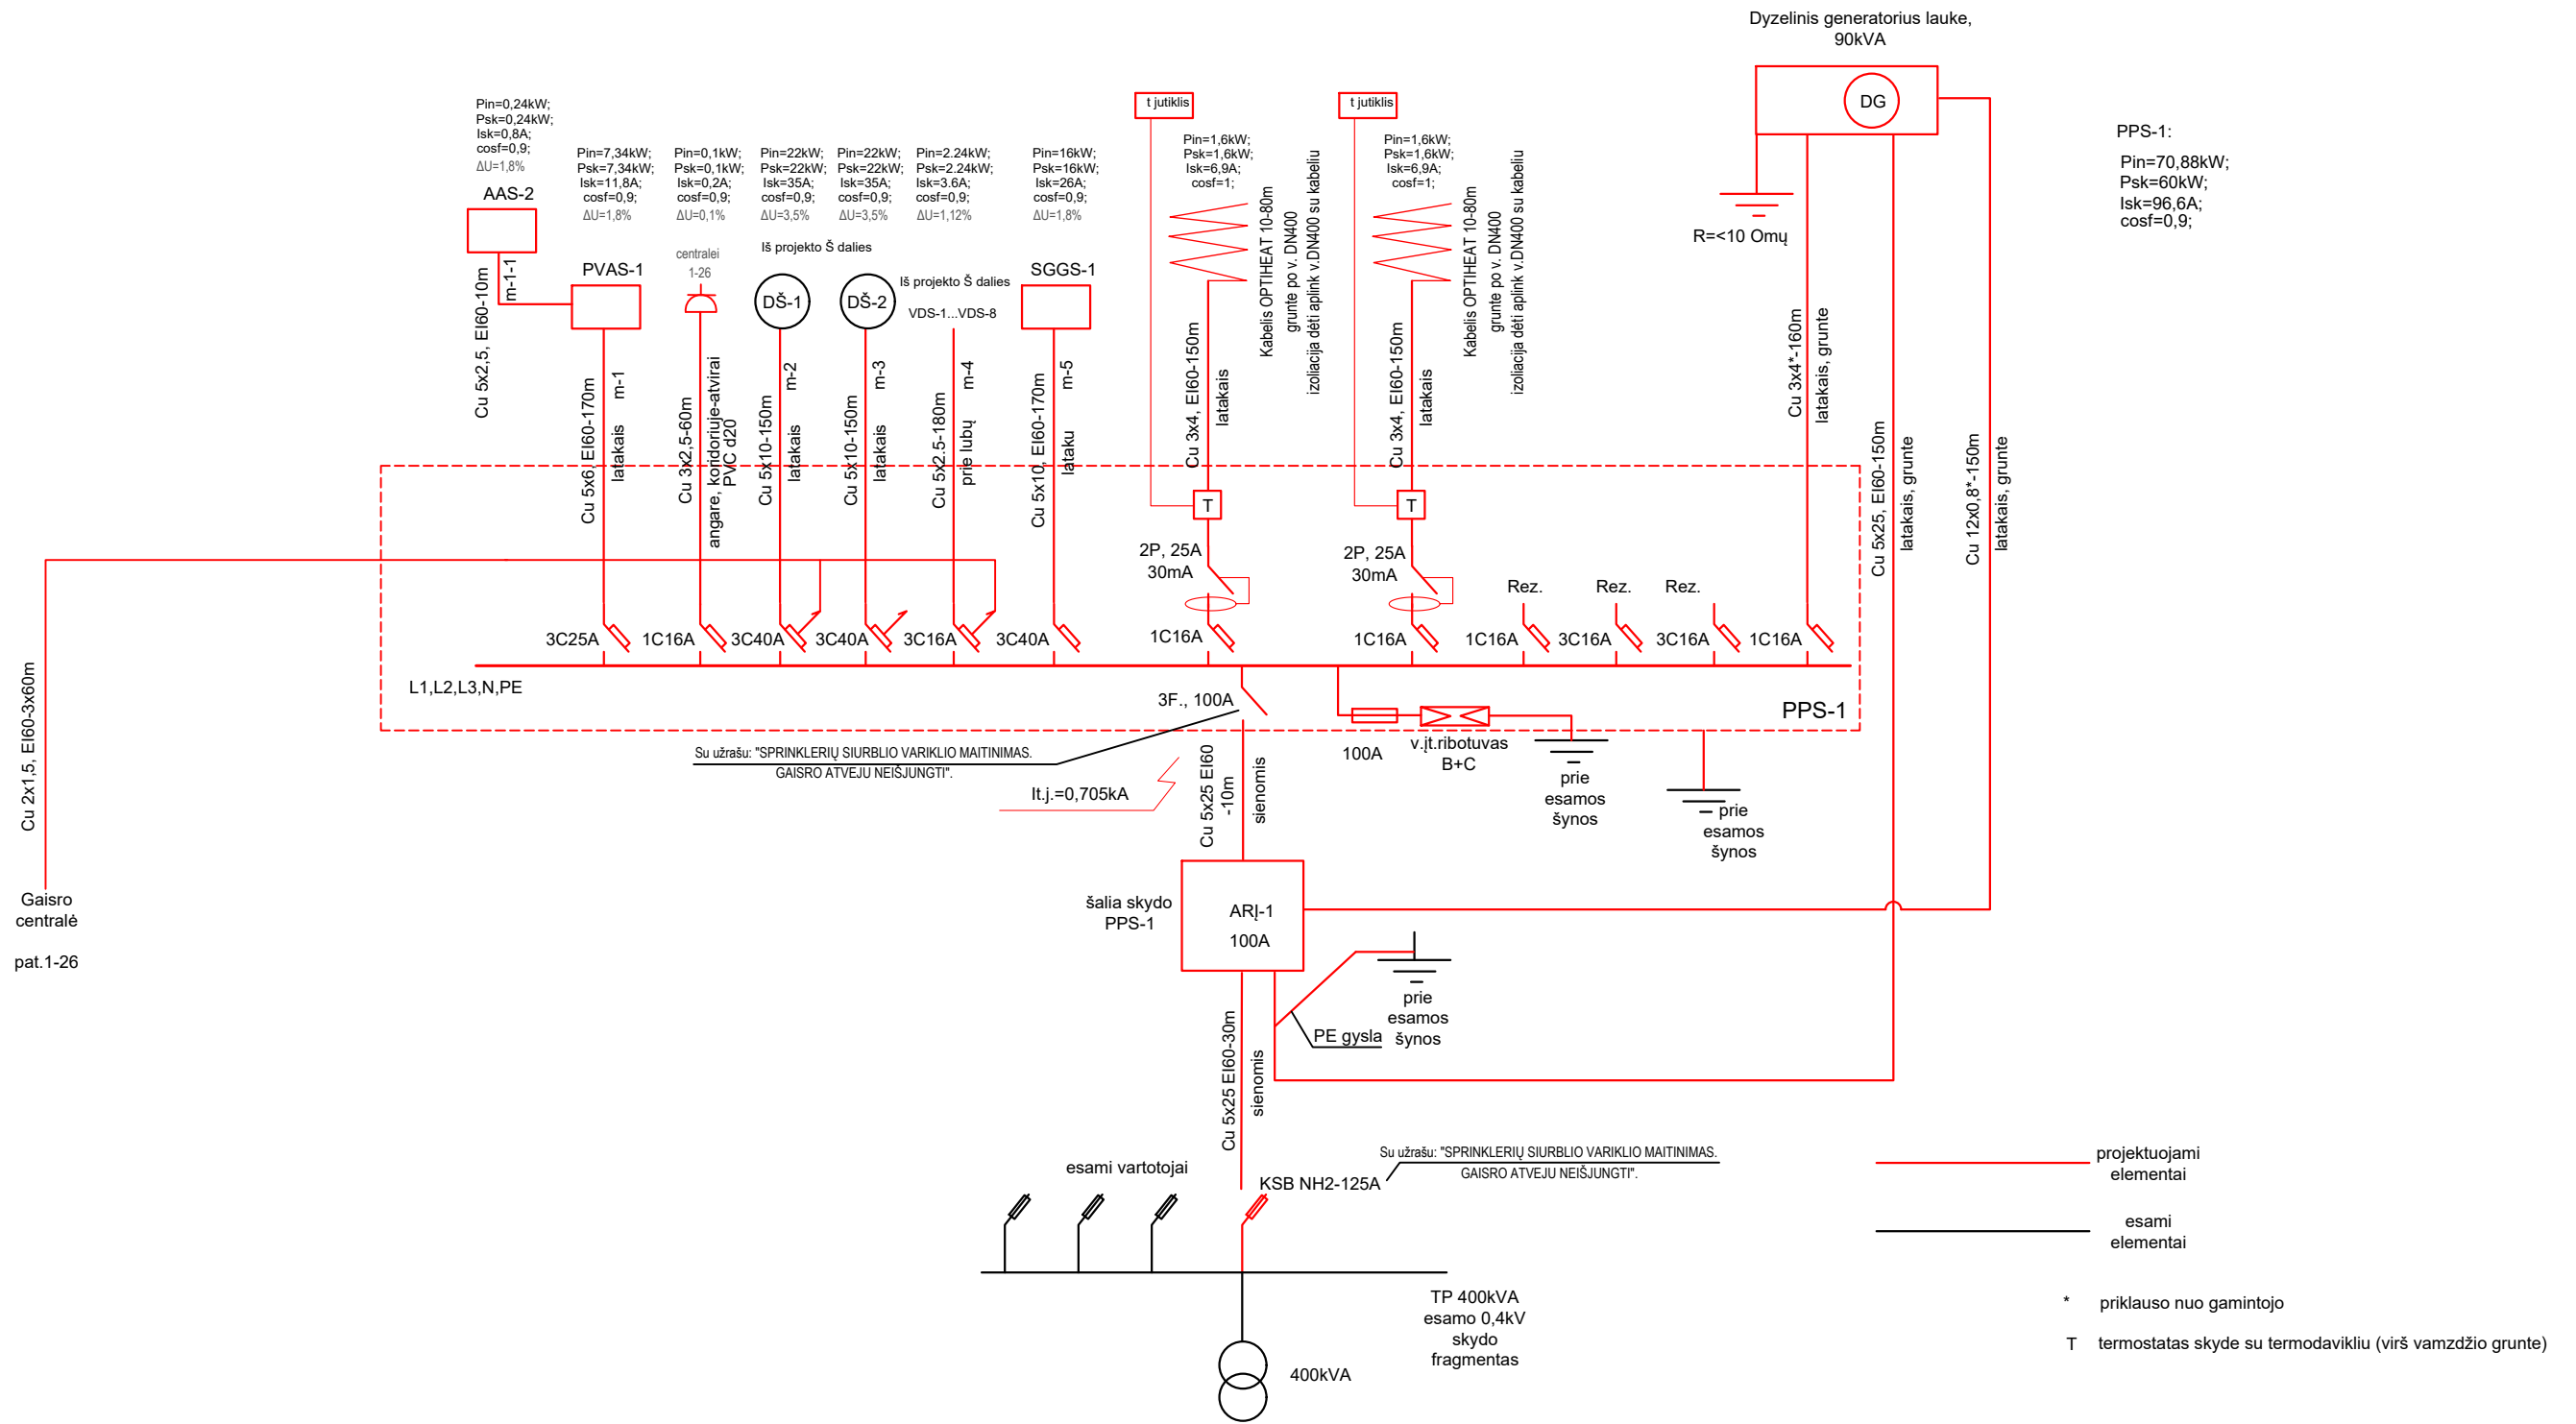 Dyzelinis generatorius lauke,
90kVA
DG
R=<10 Omų
PPS-1:
Pin=70,88kW;
Psk=60kW;
Isk=96,6A;
cosf=0,9;
Pin=0,24kW;
Psk=0,24kW;
Isk=0,8A;
cosf=0,9;
ΔU=1,8%
AAS-2
Pin=7,34kW;
Psk=7,34kW;
Isk=11,8A;
cosf=0,9;
ΔU=1,8%
PVAS-1
Pin=0,1kW;
Psk=0,1kW;
Isk=0,2A;
cosf=0,9;
ΔU=0,1%
centralei
1-26
Pin=22kW;
Psk=22kW;
Isk=35A;
cosf=0,9;
ΔU=3,5%
Iš projekto Š dalies
DŠ-1
Pin=22kW;
Psk=22kW;
Isk=35A;
cosf=0,9;
ΔU=3,5%
DŠ-2
Pin=2.24kW;
Psk=2.24kW;
Isk=3.6A;
cosf=0,9;
ΔU=1,12%
Iš projekto Š dalies
VDS-1...VDS-8
Pin=16kW;
Psk=16kW;
Isk=26A;
cosf=0,9;
ΔU=1,8%
SGGS-1
t jutiklis
Pin=1,6kW;
Psk=1,6kW;
Isk=6,9A;
cosf=1;
Kabelis OPTIHEAT 10-80m
grunte po v. DN400
izoliacija dėti aplink v.DN400 su kabeliu
t jutiklis
Pin=1,6kW;
Psk=1,6kW;
Isk=6,9A;
cosf=1;
Kabelis OPTIHEAT 10-80m
grunte po v. DN400
izoliacija dėti aplink v.DN400 su kabeliu
Cu 5x2,5, EI60-10m
m-1-1
Cu 5x6, EI60-170m
latakais
m-1
Cu 3x2,5-60m
angare, koridoriuje-atvirai
PVC d20
Cu 5x10-150m
latakais
m-2
Cu 5x10-150m
latakais
m-3
Cu 5x2.5-180m
prie lubų
m-4
Cu 5x10, EI60-170m
lataku
m-5
Cu 3x4, EI60-150m
latakais
Cu 3x4, EI60-150m
latakais
Cu 3x4*-160m
latakais, grunte
Cu 5x25, EI60-150m
latakais, grunte
Cu 12x0,8*-150m
latakais, grunte
T
T
2P, 25A
30mA
2P, 25A
30mA
Rez.
Rez.
Rez.
3C25A
1C16A
3C40A
3C40A
3C16A
3C40A
1C16A
1C16A
1C16A
3C16A
3C16A
1C16A
L1,L2,L3,N,PE
3F., 100A
PPS-1
Su užrašu: "SPRINKLERIŲ SIURBLIO VARIKLIO MAITINIMAS.
GAISRO ATVEJU NEIŠJUNGTI".
100A
v.įt.ribotuvas
B+C
prie
esamos
šynos
prie
esamos
šynos
It.j.=0,705kA
Cu 5x25 EI60
-10m
sienomis
Cu 2x1,5, EI60-3x60m
Gaisro
centralė
pat.1-26
šalia skydo
PPS-1
ARĮ-1
100A
prie
esamos
šynos
PE gysla
Cu 5x25 EI60-30m
sienomis
Su užrašu: "SPRINKLERIŲ SIURBLIO VARIKLIO MAITINIMAS.
GAISRO ATVEJU NEIŠJUNGTI".
esami vartotojai
KSB NH2-125A
TP 400kVA
esamo 0,4kV
skydo
fragmentas
400kVA
projektuojami
elementai
esami
elementai
* priklauso nuo gamintojo
T termostatas skyde su termodavikliu (virš vamzdžio grunte)